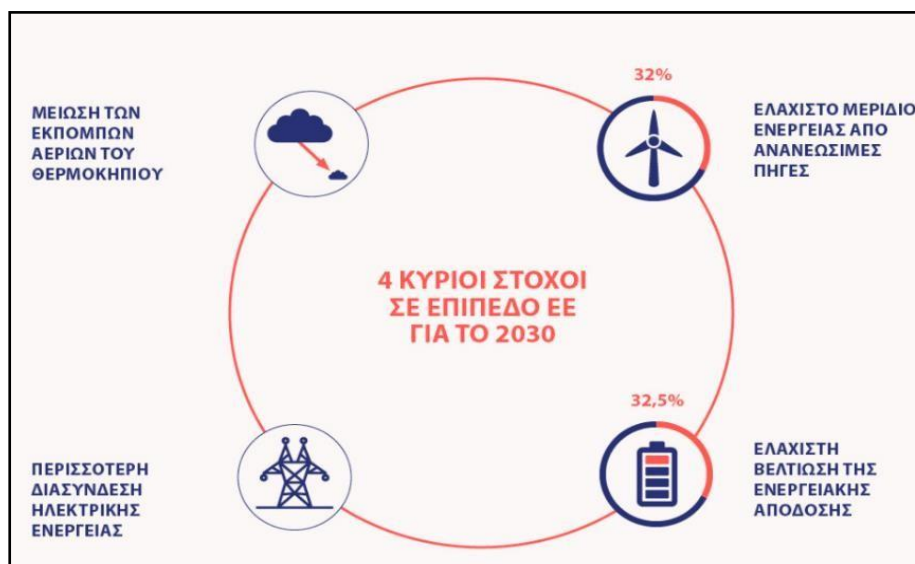 32%
ΜΕΙΩΣΗ ΤΩΝ
ΕΚΠΟΜΠΩΝ
ΑΕΡΙΩΝ ΤΟΥ
ΘΕΡΜΟΚΗΠΙΟΥ
ΕΛΑΧΙΣΤΟ ΜΕΡΙΔΙΟ
ΕΝΕΡΓΕΙΑΣ ΑΠΟ
ΑΝΑΝΕΩΣΙΜΕΣ
ΠΗΓΕΣ
4 ΚΥΡΙΟΙ ΣΤΟΧΟΙ
ΣΕ ΕΠΙΠΕΔΟ ΕΕ
ΓΙΑ ΤΟ 2030
32,5%
ΠΕΡΙΣΣΟΤΕΡΗ
ΔΙΑΣΥΝΔΕΣΗ
ΗΛΕΚΤΡΙΚΗΣ
ΕΝΕΡΓΕΙΑΣ
ΕΛΑΧΙΣΤΗ
ΒΕΛΤΙΩΣΗ ΤΗΣ
ΕΝΕΡΓΕΙΑΚΗΣ
ΑΠΟΔΟΣΗΣ